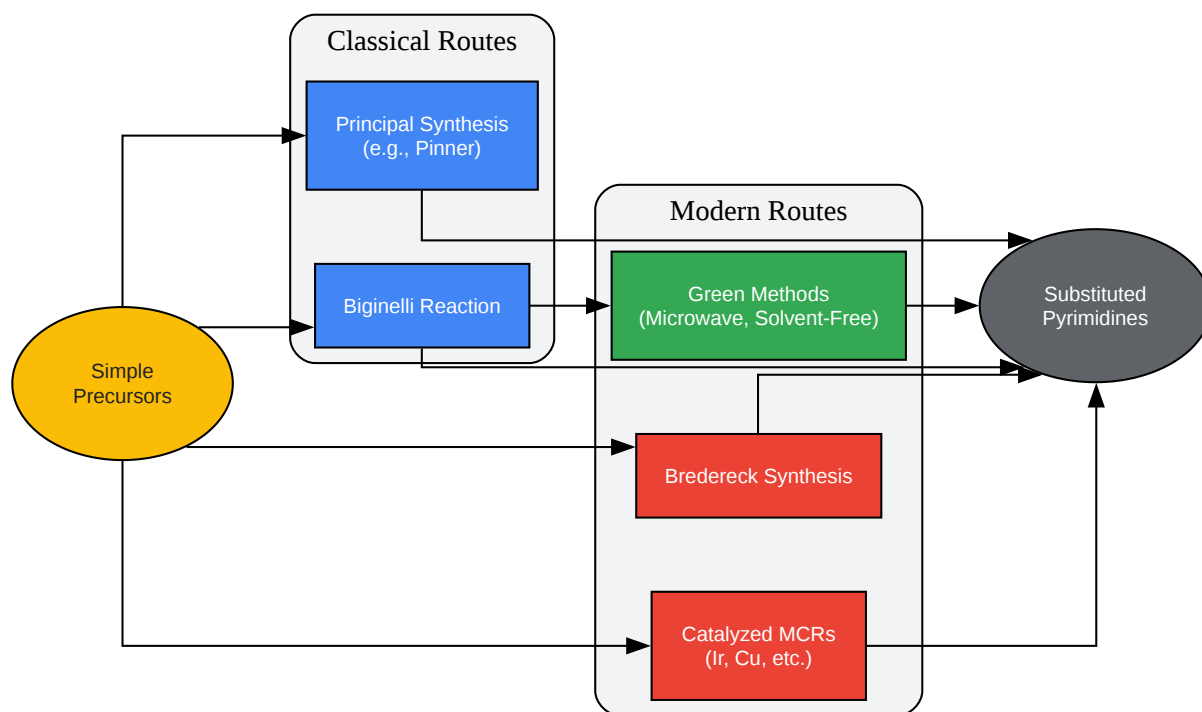 Classical Routes
Principal Synthesis
(e.g., Pinner)
Biginelli Reaction
Modern Routes
Green Methods
(Microwave, Solvent-Free)
Bredereck Synthesis
Catalyzed MCRs
(Ir, Cu, etc.)
Simple
Precursors
Substituted
Pyrimidines